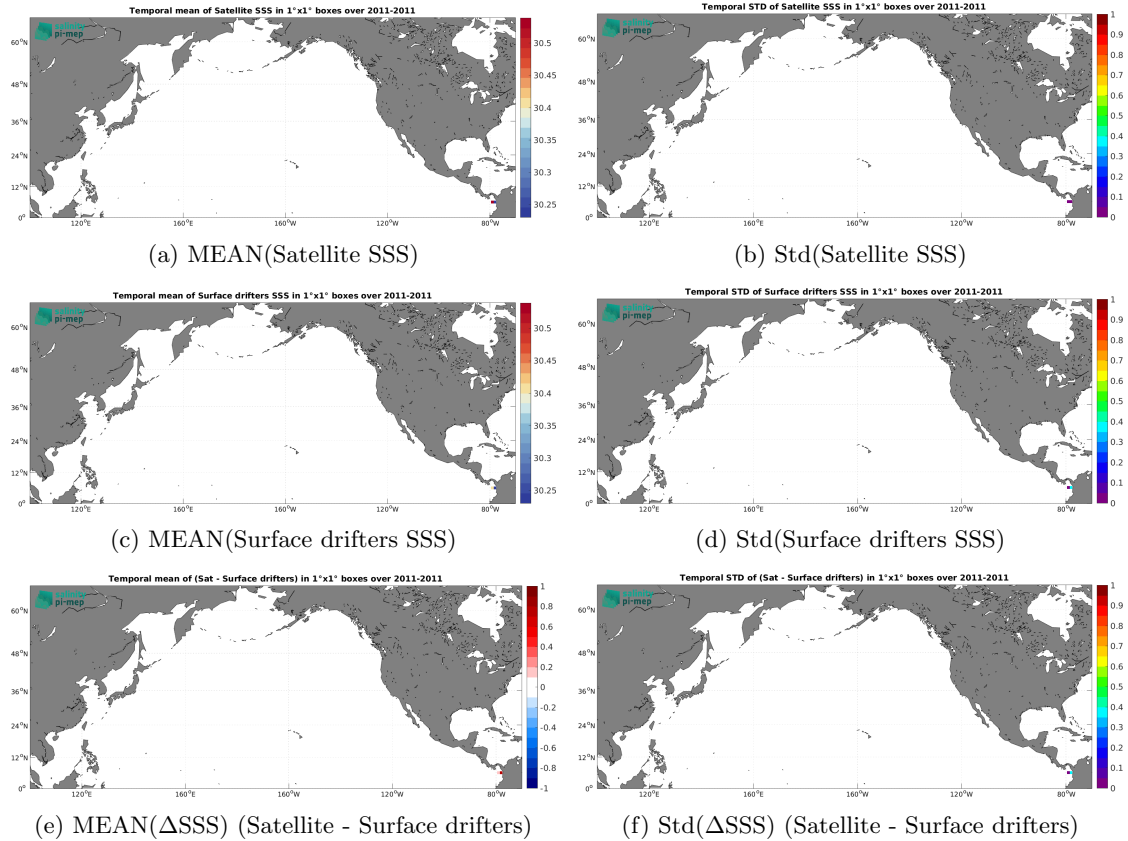 Temporal mean of Satellite SSS in 1°x1° boxes over 2011-2011
pi-mep
60°N
48°N
36°N
24°N
12°N
0°
120°E
160°E
160°W
120°W
80°W
30.5
30.45
30.4
30.35
30.3
30.25
(a) MEAN(Satellite SSS)
Temporal STD of Satellite SSS in 1°x1° boxes over 2011-2011
pi-mep
60°N
48°N
36°N
24°N
12°N
0°
120°E
160°E
160°W
120°W
80°W
1
0.9
0.8
0.7
0.6
0.5
0.4
0.3
0.2
0.1
0
(b) Std(Satellite SSS)
Temporal mean of Surface drifters SSS in 1°x1° boxes over 2011-2011
pi-mep
60°N
48°N
36°N
24°N
12°N
0°
120°E
160°E
160°W
120°W
80°W
30.5
30.45
30.4
30.35
30.3
30.25
(c) MEAN(Surface drifters SSS)
Temporal STD of Surface drifters SSS in 1°x1° boxes over 2011-2011
pi-mep
60°N
48°N
36°N
24°N
12°N
0°
120°E
160°E
160°W
120°W
80°W
1
0.9
0.8
0.7
0.6
0.5
0.4
0.3
0.2
0.1
0
(d) Std(Surface drifters SSS)
Temporal mean of (Sat - Surface drifters) in 1°x1° boxes over 2011-2011
pi-mep
60°N
48°N
36°N
24°N
12°N
0°
120°E
160°E
160°W
120°W
80°W
1
0.8
0.6
0.4
0.2
0
-0.2
-0.4
-0.6
-0.8
-1
(e) MEAN(ΔSSS) (Satellite - Surface drifters)
Temporal STD of (Sat - Surface drifters) in 1°x1° boxes over 2011-2011
pi-mep
60°N
48°N
36°N
24°N
12°N
0°
120°E
160°E
160°W
120°W
80°W
1
0.9
0.8
0.7
0.6
0.5
0.4
0.3
0.2
0.1
0
(f) Std(ΔSSS) (Satellite - Surface drifters)